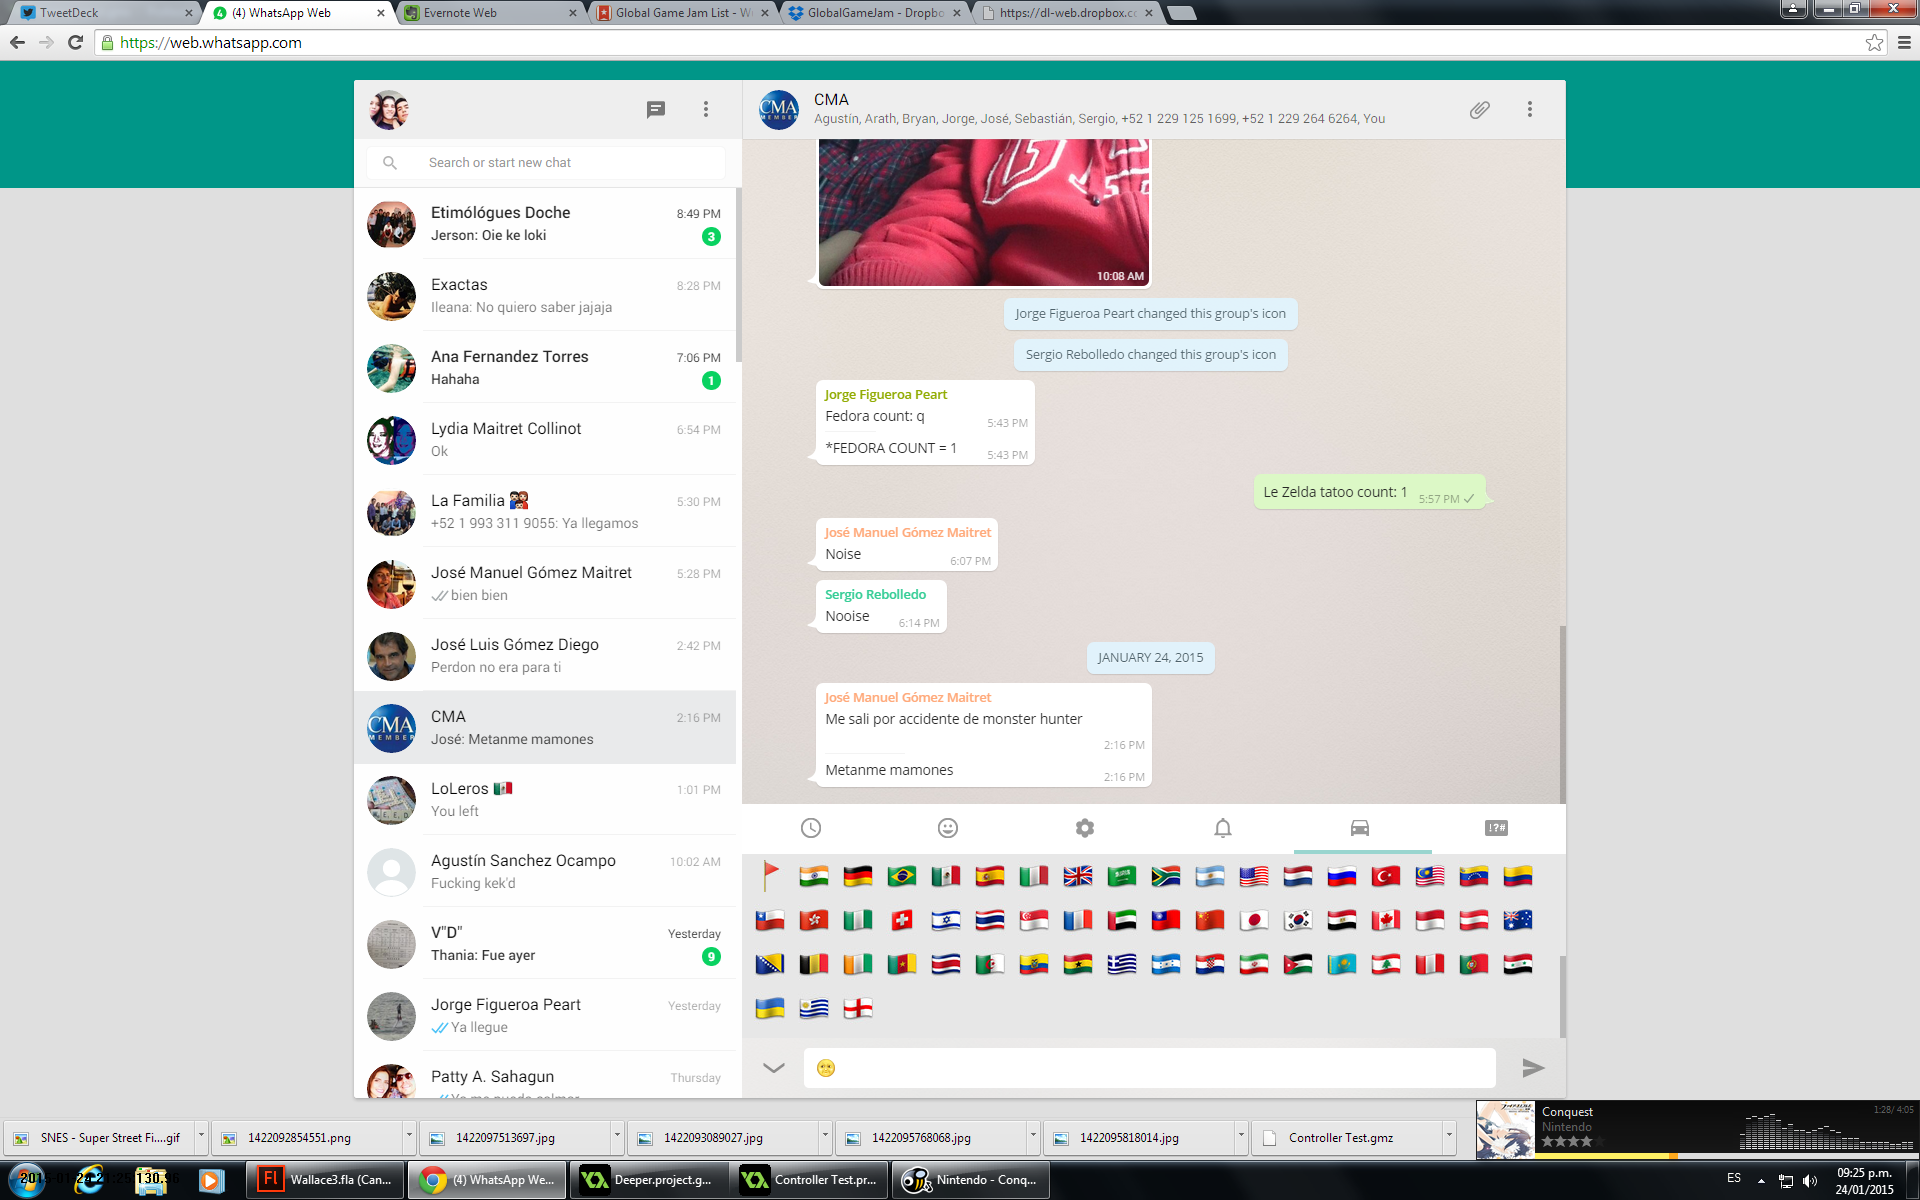 TweetDeck
(4) WhatsApp Web
Evernote Web
Global Game Jam List - W
GlobalGameJam - Dropbo
https://dl-web.dropbox.co
https://web.whatsapp.com
Search or start new chat
Etimólógues Doche 8:49 PM
Jerson: Oie ke loki 3
Exactas 8:28 PM
Ileana: No quiero saber jajaja
Ana Fernandez Torres 7:06 PM
Hahaha 1
Lydia Maitret Collinot 6:54 PM
Ok
La Familia 5:30 PM
+52 1 993 311 9055: Ya llegamos
José Manuel Gómez Maitret 5:28 PM
bien bien
José Luis Gómez Diego 2:42 PM
Perdon no era para ti
CMA 2:16 PM
José: Metanme mamones
LoLeros 1:01 PM
You left
Agustín Sanchez Ocampo 10:02 AM
Fucking kek'd
V"D" Yesterday
Thania: Fue ayer 9
Jorge Figueroa Peart Yesterday
Ya llegue
Patty A. Sahagun Thursday
CMA
MEMBER
CMA
Agustín, Arath, Bryan, Jorge, José, Sebastián, Sergio, +52 1 229 125 1699, +52 1 229 264 6264, You
10:08 AM
Jorge Figueroa Peart changed this group's icon
Sergio Rebolledo changed this group's icon
Jorge Figueroa Peart
Fedora count: q 5:43 PM
*FEDORA COUNT = 1 5:43 PM
Le Zelda tatoo count: 1 5:57 PM
José Manuel Gómez Maitret
Noise 6:07 PM
Sergio Rebolledo
Nooise 6:14 PM
JANUARY 24, 2015
José Manuel Gómez Maitret
Me sali por accidente de monster hunter
2:16 PM
Metanme mamones 2:16 PM
!?#
SNES - Super Street Fi....gif
1422092854551.png
1422097513697.jpg
1422093089027.jpg
1422095768068.jpg
1422095818014.jpg
Controller Test.gmz
Conquest 1:28/ 4:05
Nintendo
Wallace3.fla (Can...
(4) WhatsApp We...
Deeper.project.g...
Controller Test.pr...
Nintendo - Conq...
ES
09:25 p.m.
24/01/2015